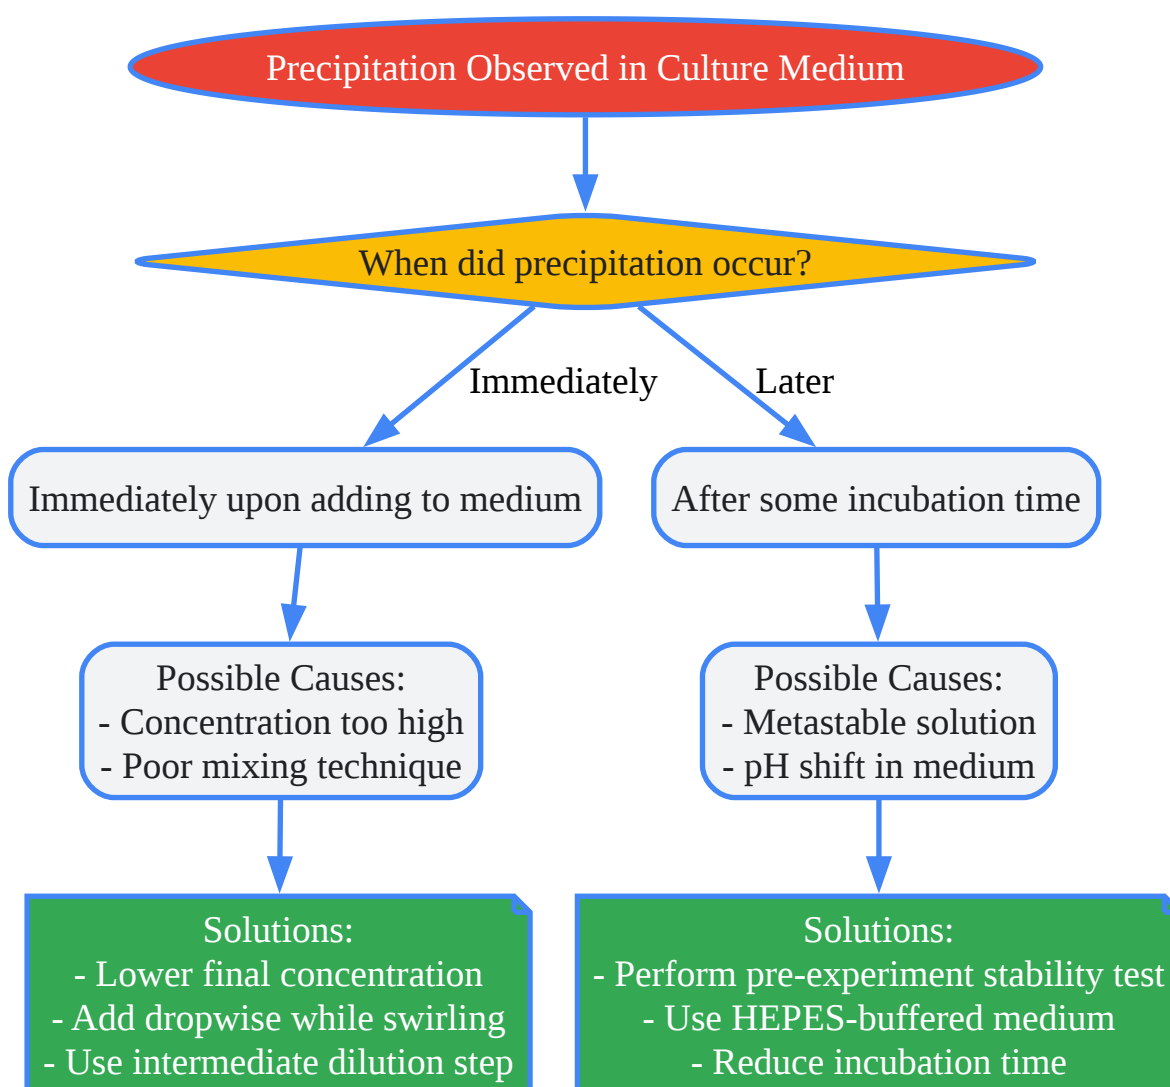 Precipitation Observed in Culture Medium
When did precipitation occur?
Immediately
Later
Immediately upon adding to medium
After some incubation time
Possible Causes:
- Concentration too high
- Poor mixing technique
Possible Causes:
- Metastable solution
- pH shift in medium
Solutions:
- Lower final concentration
- Add dropwise while swirling
- Use intermediate dilution step
Solutions:
- Perform pre-experiment stability test
- Use HEPES-buffered medium
- Reduce incubation time